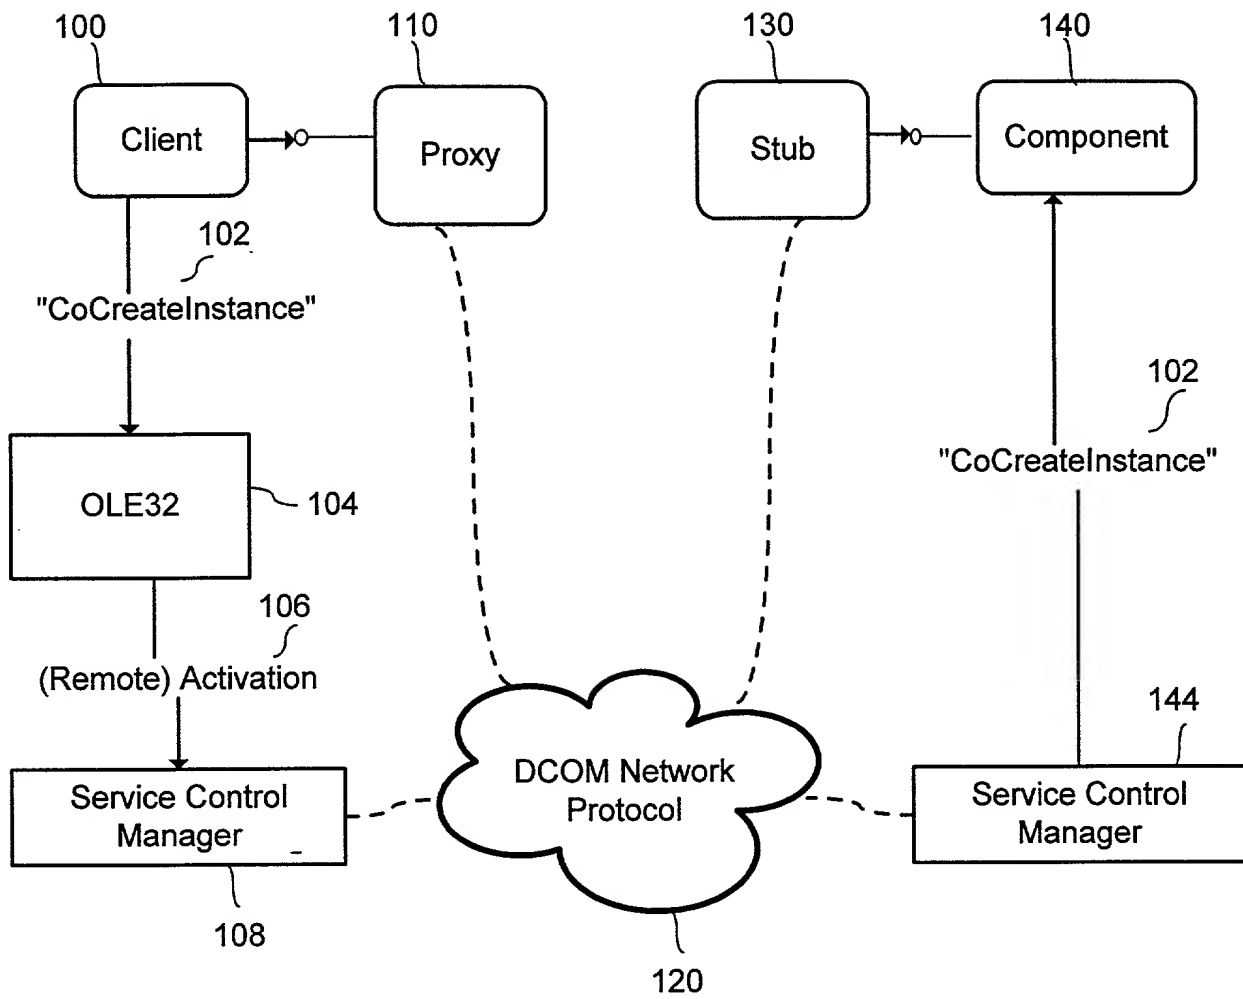 100
110
130
140
Client
Proxy
Stub
Component
102
"CoCreateInstance"
102
"CoCreateInstance"
OLE32
104
106
(Remote) Activation
144
Service Control
Manager
DCOM Network
Protocol
Service Control
Manager
108
120